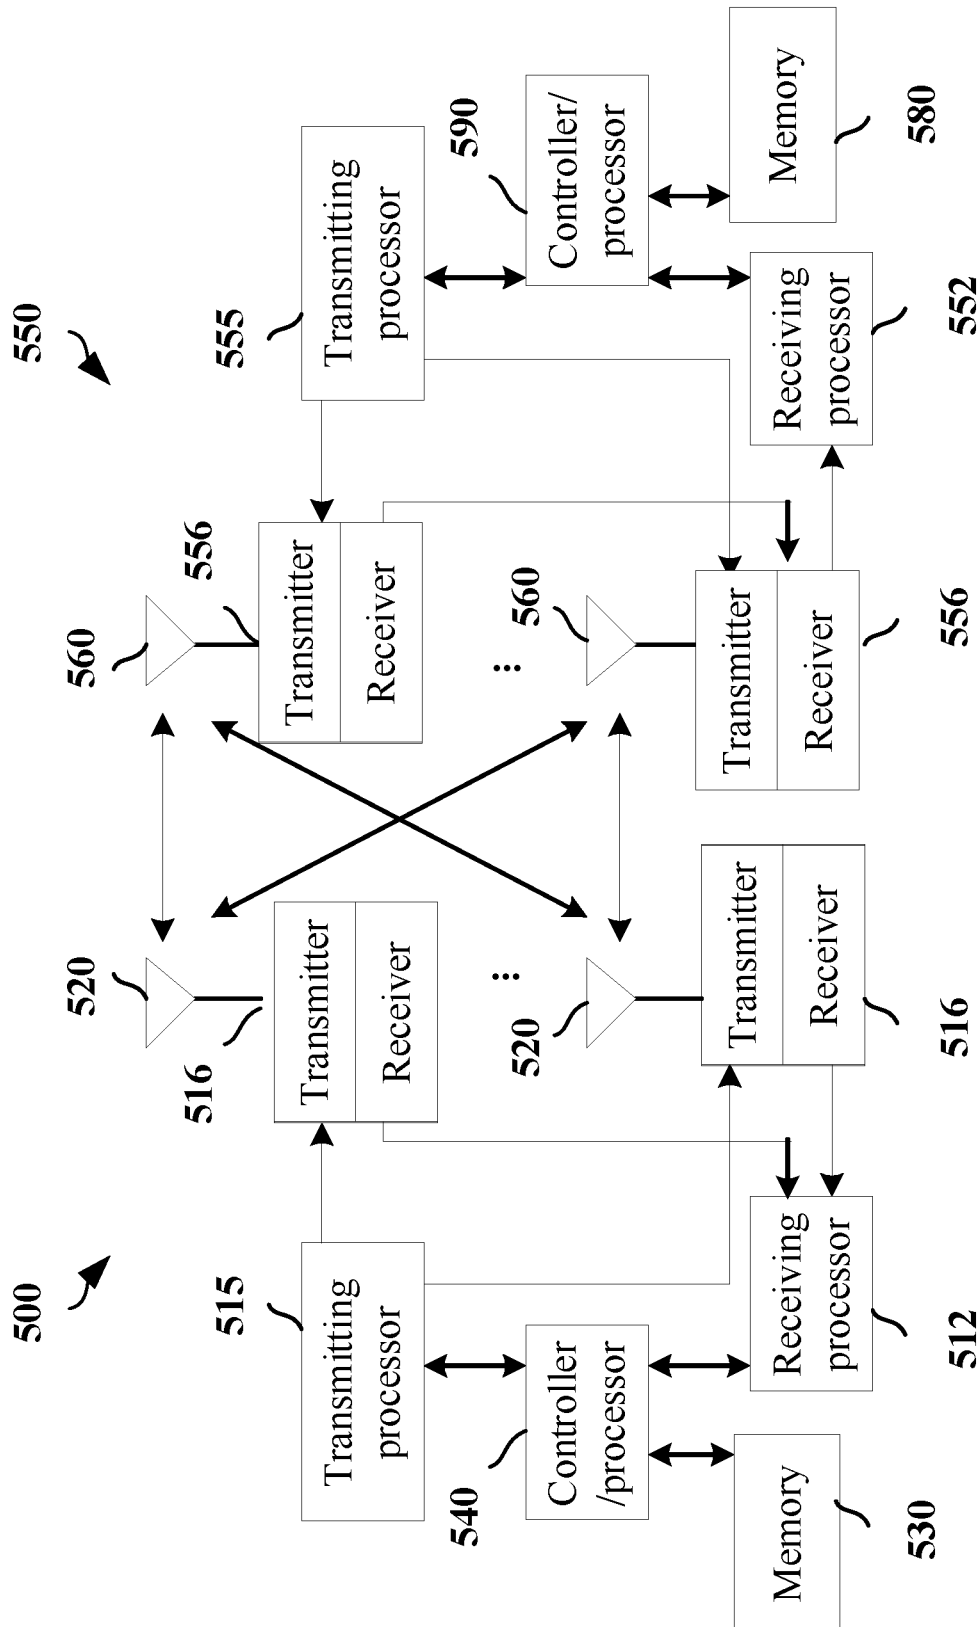 500
550
520
560
515
516
556
555
Transmitting
processor
Transmitter
Receiver
Transmitter
Receiver
Transmitting
processor
540
590
Controller
/processor
...
520
...
560
Controller/
processor
Memory
Receiving
processor
Transmitter
Receiver
Transmitter
Receiver
Receiving
processor
Memory
530
512
516
556
552
580